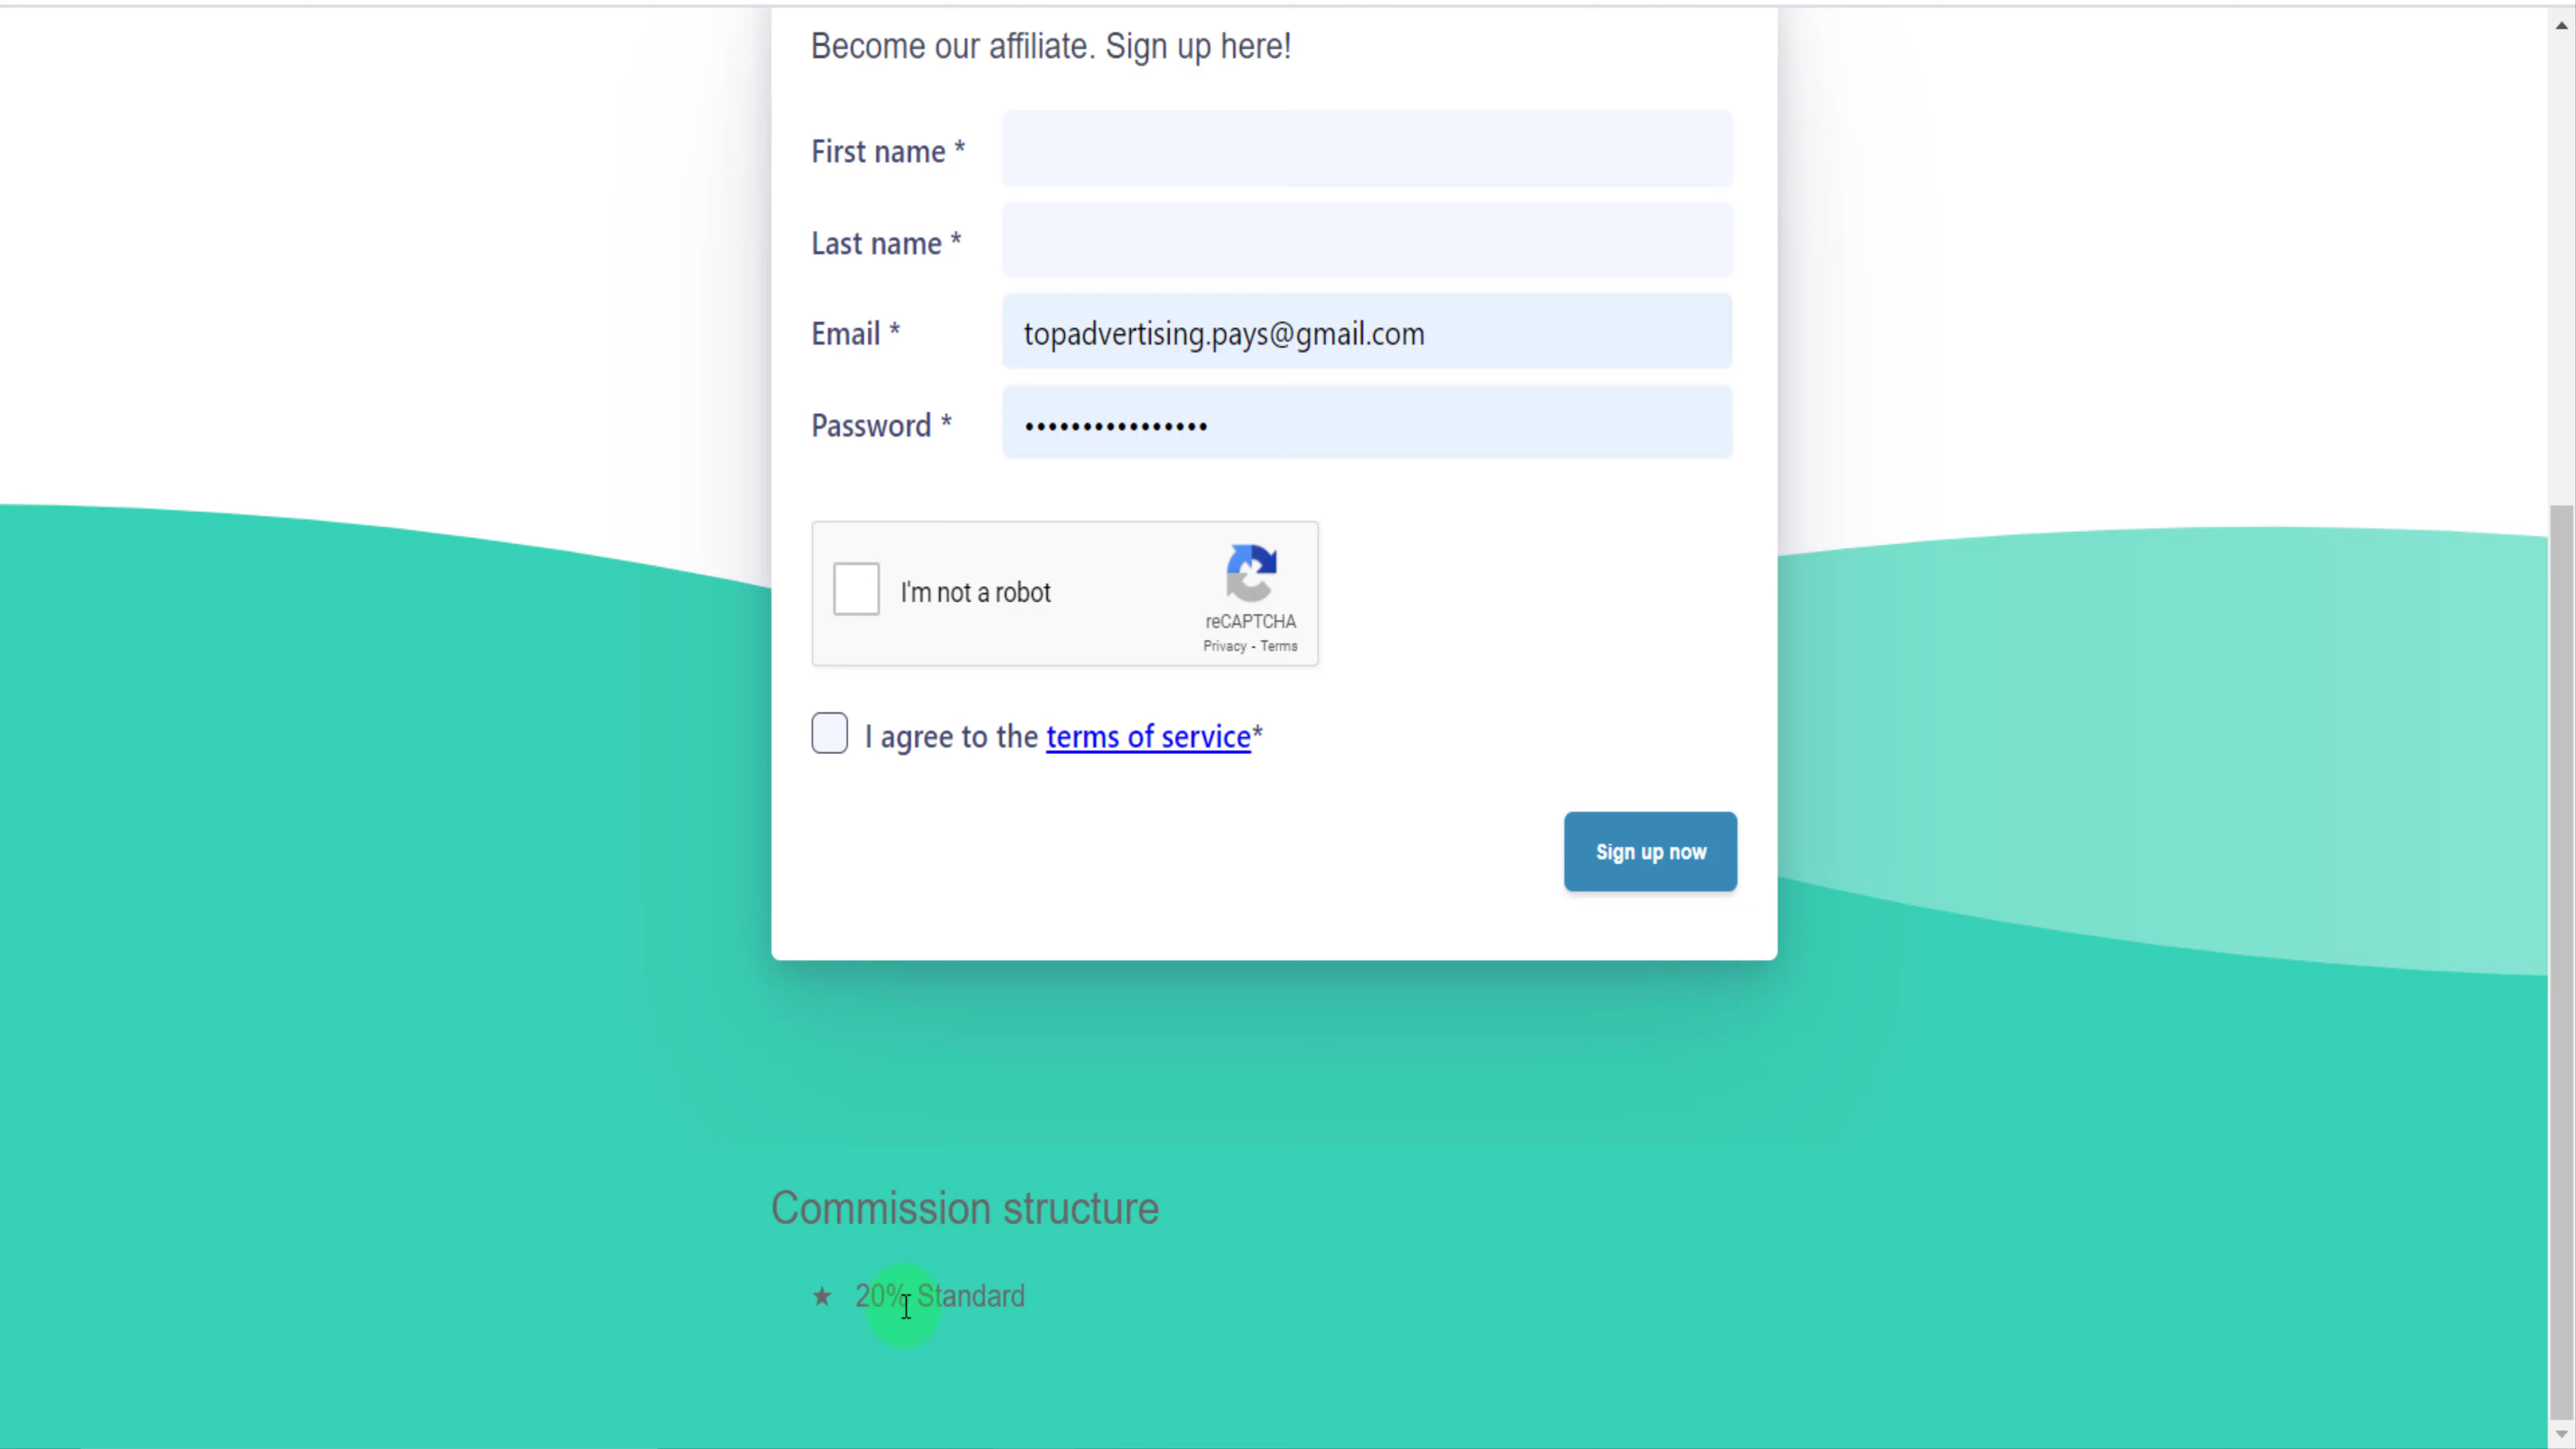 Become our affiliate. Sign up here!
First name *
Last name *
Email *
topadvertising.pays@gmail.com
Password *
••••••••••••••••
I'm not a robot
reCAPTCHA
Privacy - Terms
I agree to the terms of service*
Sign up now
Commission structure
★ 20% Standard